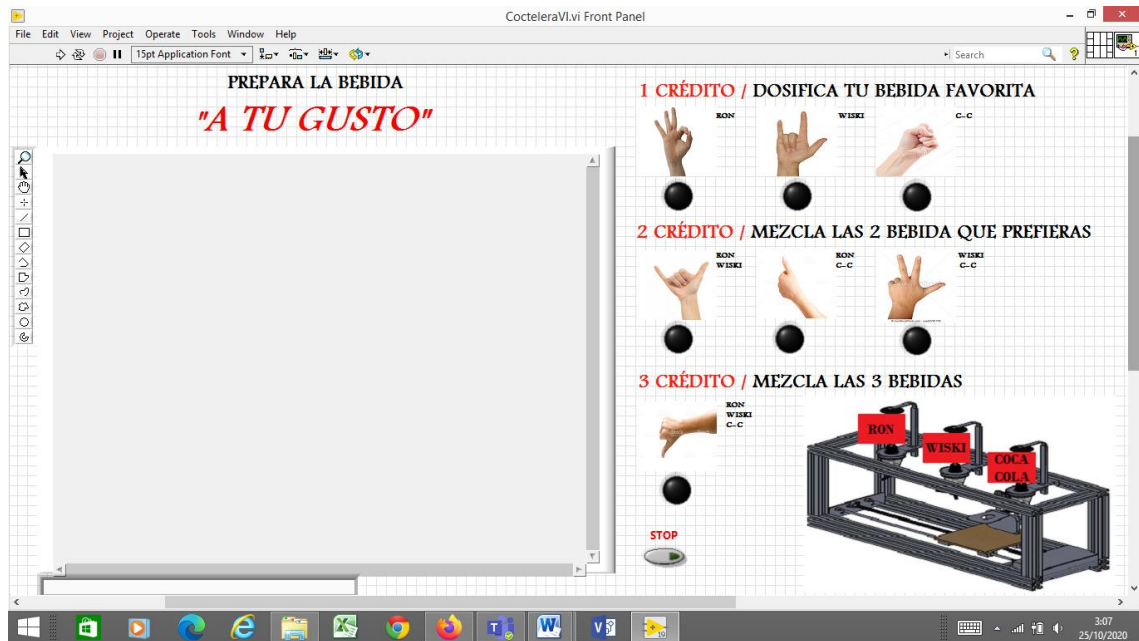 CocteleraVI.vi Front Panel
File Edit View Project Operate Tools Window Help
15pt Application Font
Search
PREPARA LA BEBIDA
"A TU GUSTO"
1 CRÉDITO / DOSIFICA TU BEBIDA FAVORITA
RON
WISKI
C-C
2 CRÉDITO / MEZCLA LAS 2 BEBIDA QUE PREFIERAS
RON
WISKI
RON
C-C
WISKI
C-C
3 CRÉDITO / MEZCLA LAS 3 BEBIDAS
RON
WISKI
C-C
RON
WISKI
COCA
COLA
STOP
19
3:07
25/10/2020